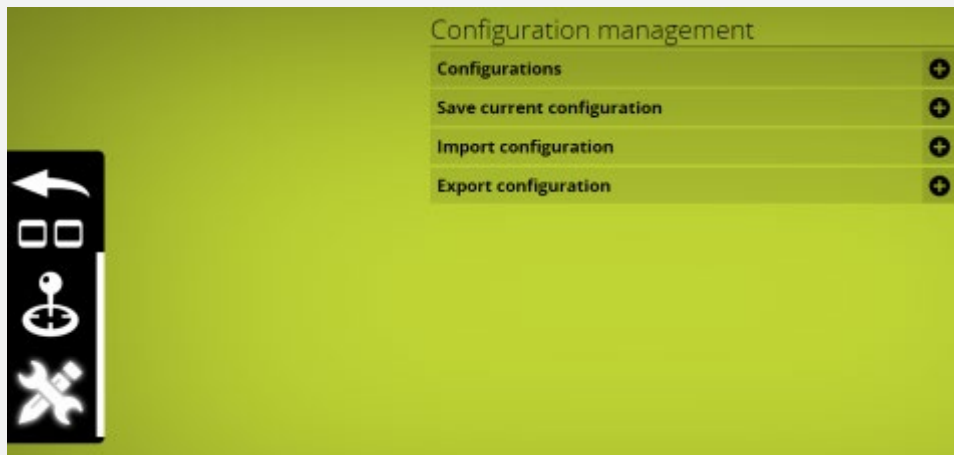 Configuration management
Configurations
Save current configuration
Import configuration
Export configuration